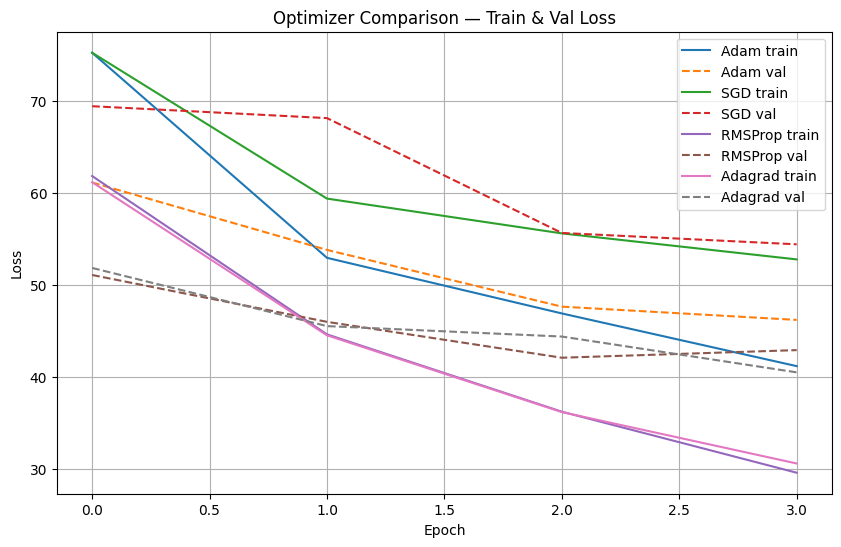 Optimizer Comparison — Train & Val Loss
Adam train
Adam val
SGD train
SGD val
RMSProp train
RMSProp val
Adagrad train
Adagrad val
Loss
70
60
50
40
30
0.0
0.5
1.0
1.5
2.0
2.5
3.0
Epoch